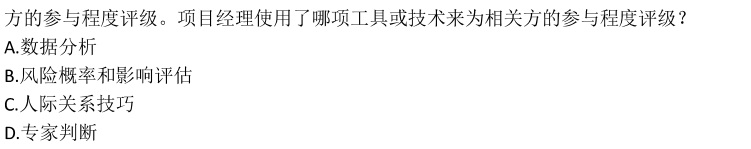 方的参与程度评级。项目经理使用了哪项工具或技术来为相关方的参与程度评级？
A.数据分析
B.风险概率和影响评估
C.人际关系技巧
D.专家判断